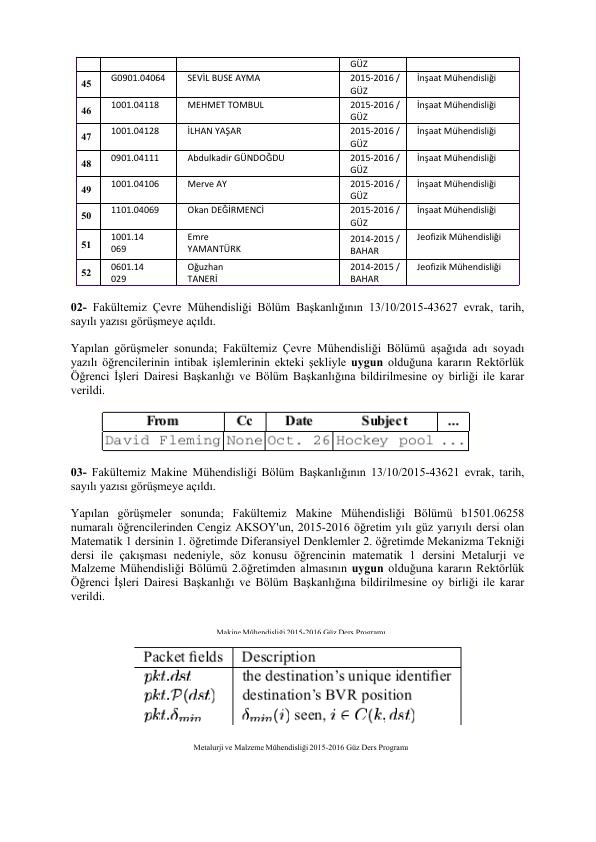 GÜZ
45 G0901.04064 SEVİL BUSE AYMA 2015-2016 / GÜZ İnşaat Mühendisliği
46 1001.04118 MEHMET TOMBUL 2015-2016 / GÜZ İnşaat Mühendisliği
47 1001.04128 İLHAN YAŞAR 2015-2016 / GÜZ İnşaat Mühendisliği
48 0901.04111 Abdulkadir GÜNDOĞDU 2015-2016 / GÜZ İnşaat Mühendisliği
49 1001.04106 Merve AY 2015-2016 / GÜZ İnşaat Mühendisliği
50 1101.04069 Okan DEĞİRMENCİ 2015-2016 / GÜZ İnşaat Mühendisliği
51 1001.14 069 Emre YAMANTÜRK 2014-2015 / BAHAR Jeofizik Mühendisliği
52 0601.14 029 Oğuzhan TANERİ 2014-2015 / BAHAR Jeofizik Mühendisliği
02- Fakültemiz Çevre Mühendisliği Bölüm Başkanlığının 13/10/2015-43627 evrak, tarih,
sayılı yazısı görüşmeye açıldı.
Yapılan görüşmeler sonunda; Fakültemiz Çevre Mühendisliği Bölümü aşağıda adı soyadı
yazılı öğrencilerinin intibak işlemlerinin ekteki şekliyle uygun olduğuna kararın Rektörlük
Öğrenci İşleri Dairesi Başkanlığı ve Bölüm Başkanlığına bildirilmesine oy birliği ile karar
verildi.
From Cc Date Subject ...
David Fleming None Oct. 26 Hockey pool ...
03- Fakültemiz Makine Mühendisliği Bölüm Başkanlığının 13/10/2015-43621 evrak, tarih,
sayılı yazısı görüşmeye açıldı.
Yapılan görüşmeler sonunda; Fakültemiz Makine Mühendisliği Bölümü b1501.06258
numaralı öğrencilerinden Cengiz AKSOY'un, 2015-2016 öğretim yılı güz yarıyılı dersi olan
Matematik 1 dersinin 1. öğretimde Diferansiyel Denklemler 2. öğretimde Mekanizma Tekniği
dersi ile çakışması nedeniyle, söz konusu öğrencinin matematik 1 dersini Metalurji ve
Malzeme Mühendisliği Bölümü 2.öğretimden almasının uygun olduğuna kararın Rektörlük
Öğrenci İşleri Dairesi Başkanlığı ve Bölüm Başkanlığına bildirilmesine oy birliği ile karar
verildi.
Makine Mühendisliği 2015-2016 Güz Ders Programı
Packet fields Description
pkt.dst the destination's unique identifier
pkt.P(dst) destination's BVR position
pkt.δmin δmin(i) seen, i ∈ C(k, dst)
Metalurji ve Malzeme Mühendisliği 2015-2016 Güz Ders Programı